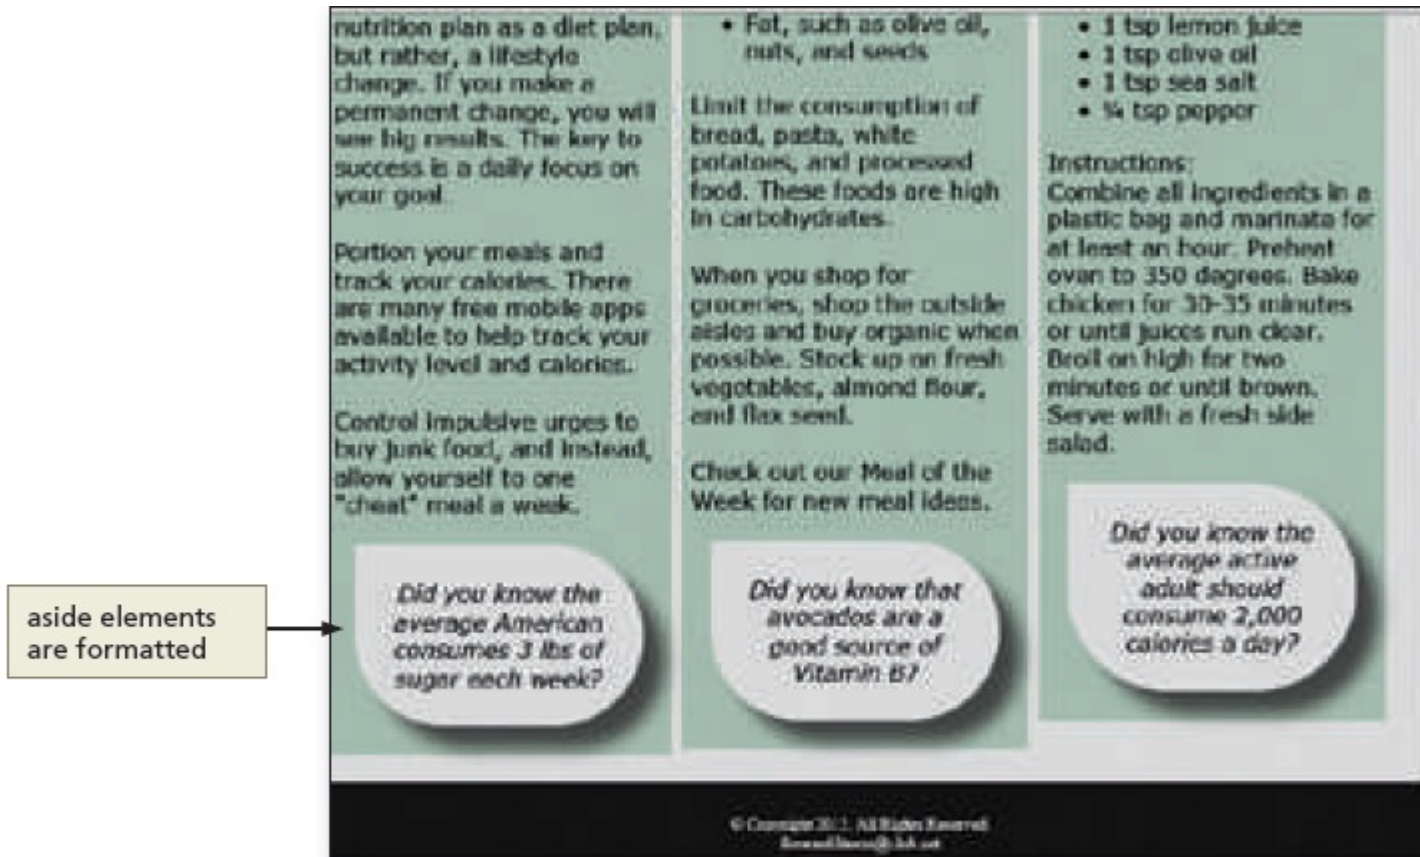 nutrition plan as a diet plan,
but rather, a lifestyle
change. If you make a
permanent change, you will
see big results. The key to
success is a daily focus on
your goal.
Portion your meals and
track your calories. There
are many free mobile apps
available to help track your
activity level and calories.
Control impulsive urges to
buy junk food, and instead,
allow yourself to one
"cheat" meal a week.
Did you know the
average American
consumes 3 lbs of
sugar each week?
• Fat, such as olive oil,
nuts, and seeds
Limit the consumption of
bread, pasta, white
potatoes, and processed
food. These foods are high
in carbohydrates.
When you shop for
groceries, shop the outside
aisles and buy organic when
possible. Stock up on fresh
vegetables, almond flour,
and flax seed.
Check out our Meal of the
Week for new meal ideas.
Did you know that
avocados are a
good source of
Vitamin
• 1 tsp lemon juice
• 1 tsp olive oil
• 1 tsp sea salt
• tsp pepper
Instructions:
Combine all ingredients in a
plastic bag and marinate for
at least an hour. Preheat
oven to 350 degrees. Bake
chicken for 30-35 minutes
or until juices run clear.
Broil on high for two
minutes or until brown.
Serve with a fresh side
salad.
Did you know the
average active
adult should
consume 2,000
calories a day?
aside elements
are formatted
© Copyright All Rights Reserved.